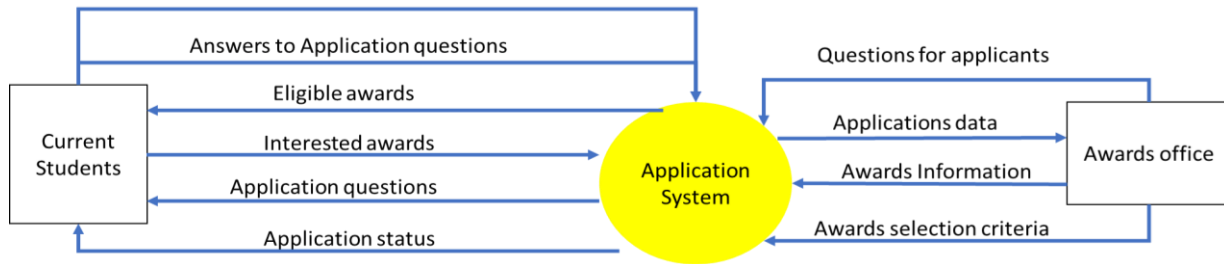 Answers to Application questions
Questions for applicants
Eligible awards
Applications data
Current
Students
Interested awards
Application
System
Awards office
Awards Information
Application questions
Awards selection criteria
Application status